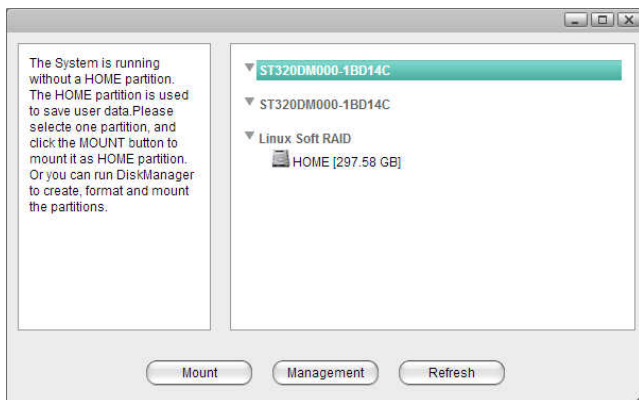 The System is running
without a HOME partition.
The HOME partition is used
to save user data.Please
selecte one partition, and
click the MOUNT button to
mount it as HOME partition.
Or you can run DiskManager
to create, format and mount
the partitions.
ST320DM000-1BD14C
ST320DM000-1BD14C
Linux Soft RAID
HOME [297.58 GB]
Mount
Management
Refresh